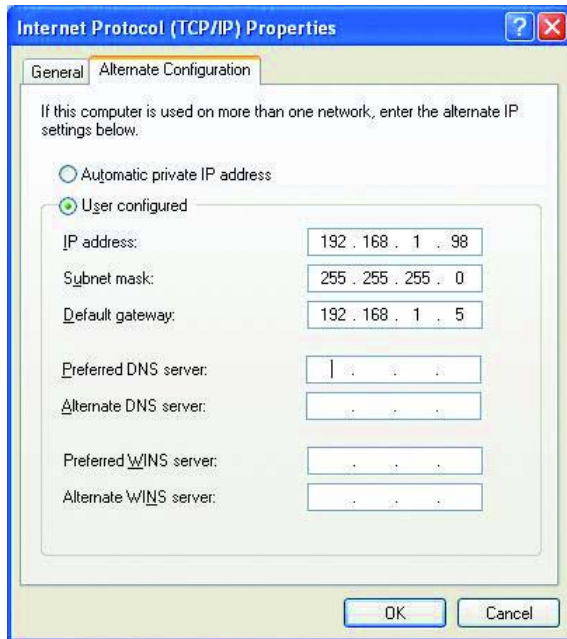 Internet Protocol (TCP/IP) Properties
General Alternate Configuration
If this computer is used on more than one network, enter the alternate IP
settings below.
Automatic private IP address
User configured
IP address: 192 . 168 . 1 . 98
Subnet mask: 255 . 255 . 255 . 0
Default gateway: 192 . 168 . 1 . 5
Preferred DNS server: . . .
Alternate DNS server: . . .
Preferred WINS server: . . .
Alternate WINS server: . . .
OK Cancel